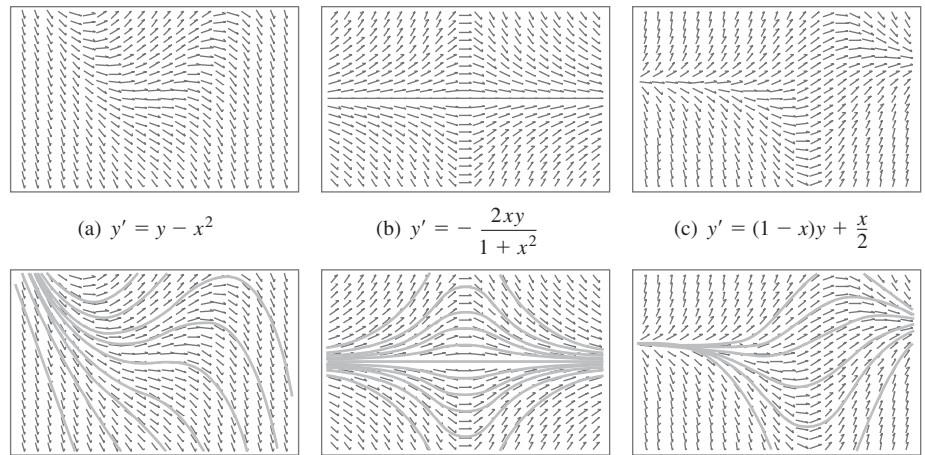 (a) y′ = y − x²
(b) y′ = − 2xy / 1 + x²
(c) y′ = (1 − x)y + x/2